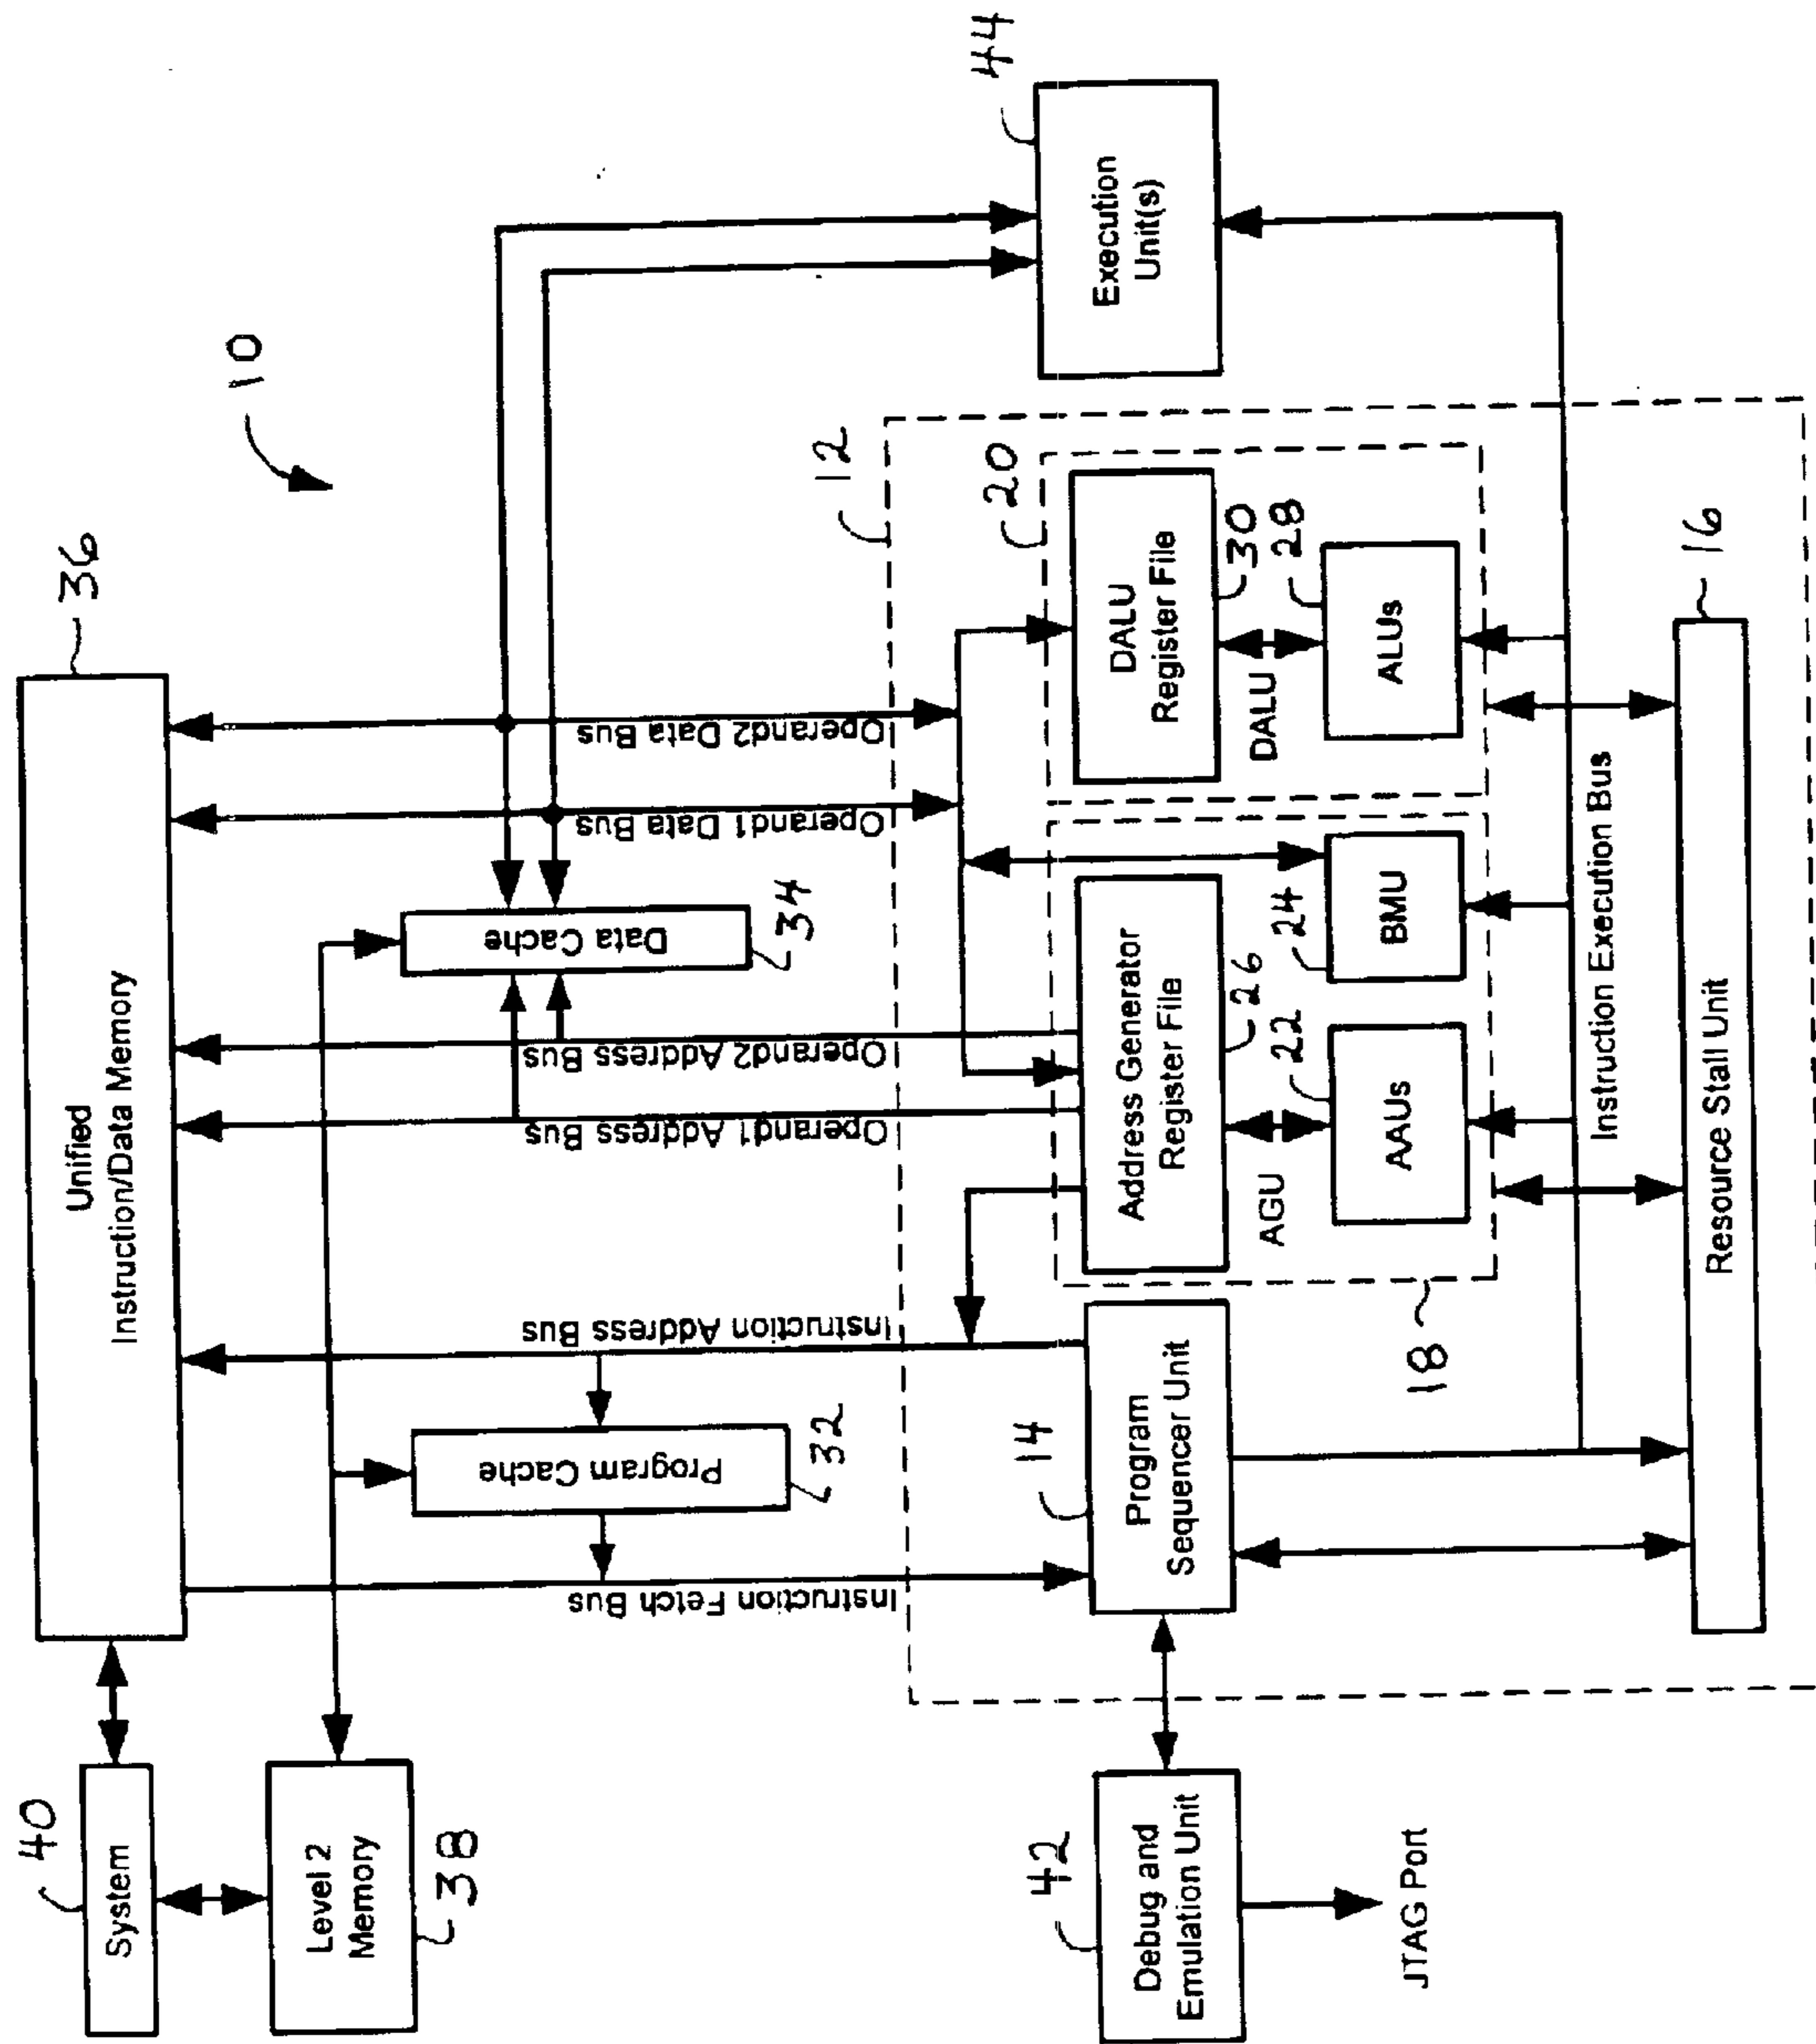 10
40
System
Level 2
Memory
38
Unified
Instruction/Data Memory
36
Instruction Fetch Bus
Program Cache
32
Instruction Address Bus
Operand1 Address Bus
Operand2 Address Bus
Data Cache
34
Operand1 Data Bus
Operand2 Data Bus
12
44
Execution
Unit(s)
42
Debug and
Emulation Unit
JTAG Port
14
Program
Sequencer Unit
18
Address Generator
Register File
26
AGU
22
AAUs
24
BMU
20
DALU
Register File
30
DALU
28
ALUs
Instruction Execution Bus
Resource Stall Unit
16